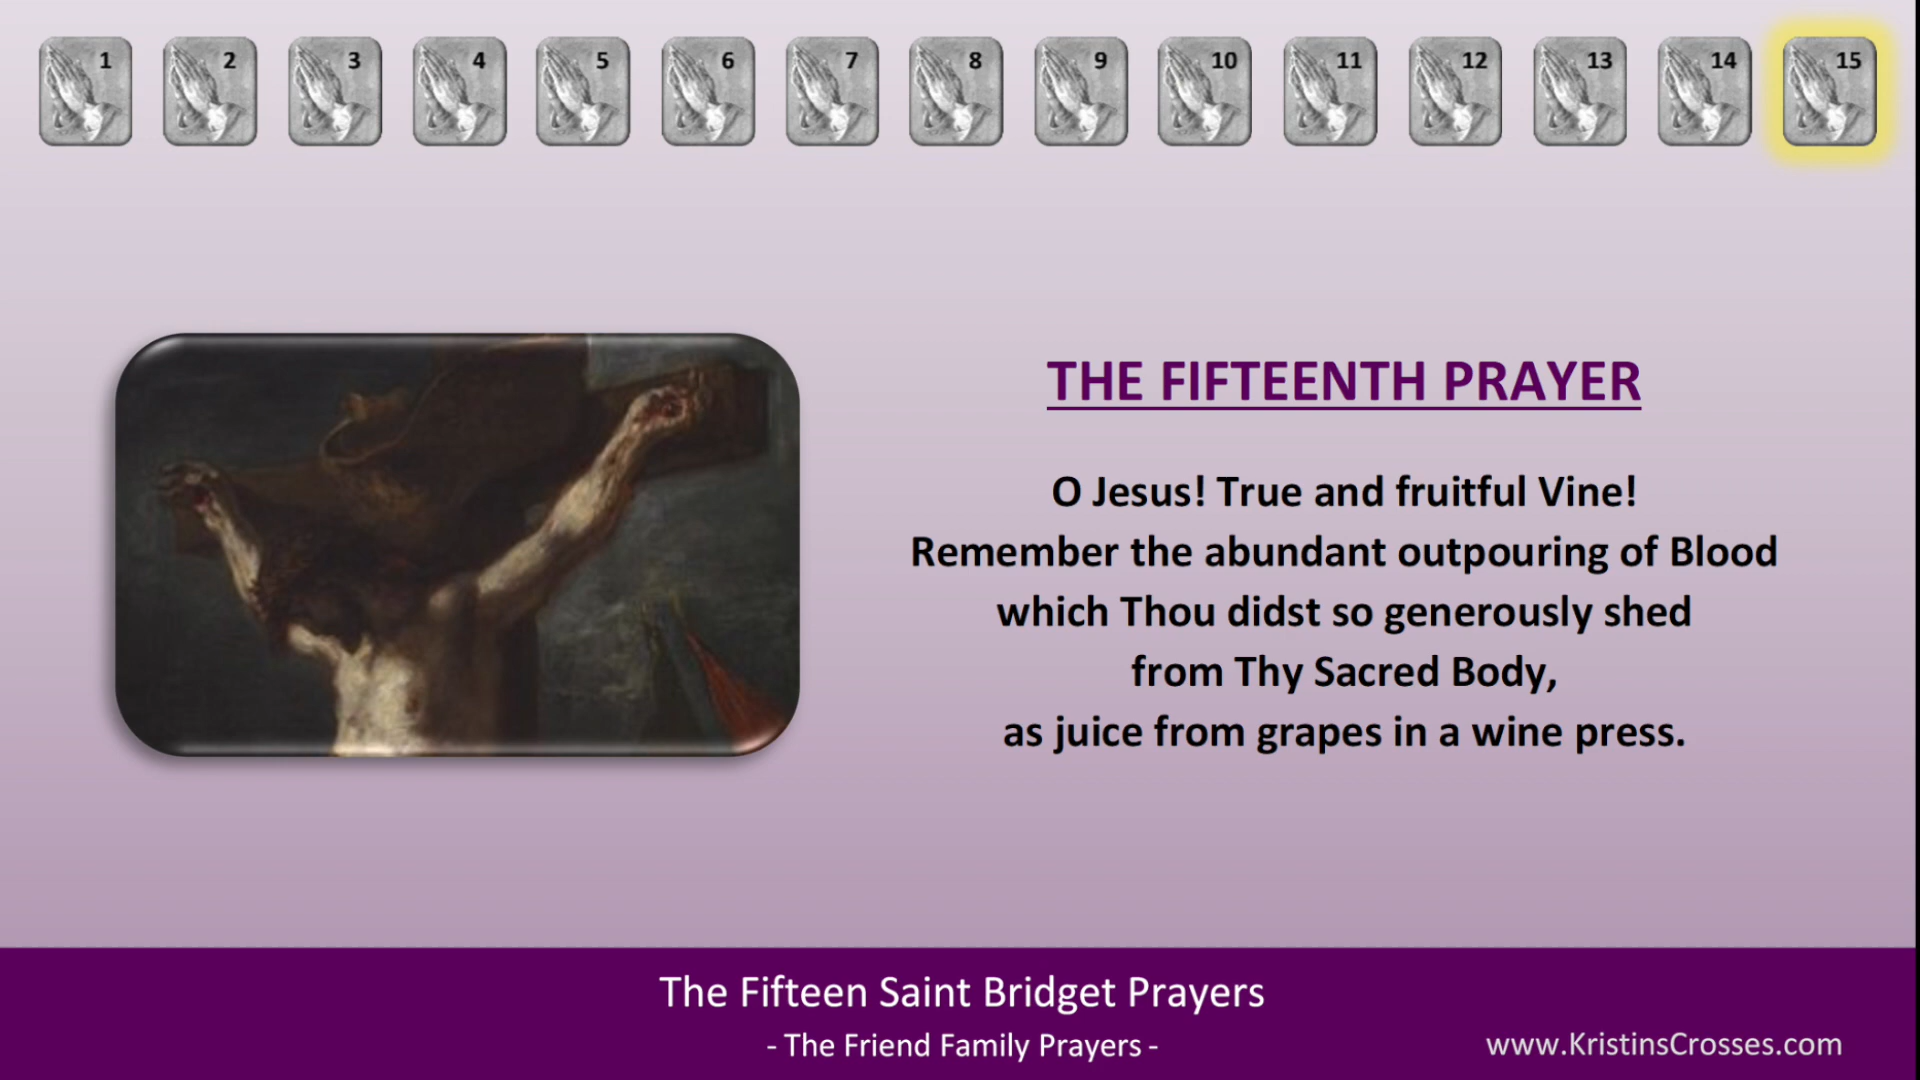 1 2 3 4 5 6 7 8 9 10 11 12 13 14 15
THE FIFTEENTH PRAYER
O Jesus! True and fruitful Vine!
Remember the abundant outpouring of Blood
which Thou didst so generously shed
from Thy Sacred Body,
as juice from grapes in a wine press.
The Fifteen Saint Bridget Prayers
- The Friend Family Prayers -
www.KristinsCrosses.com